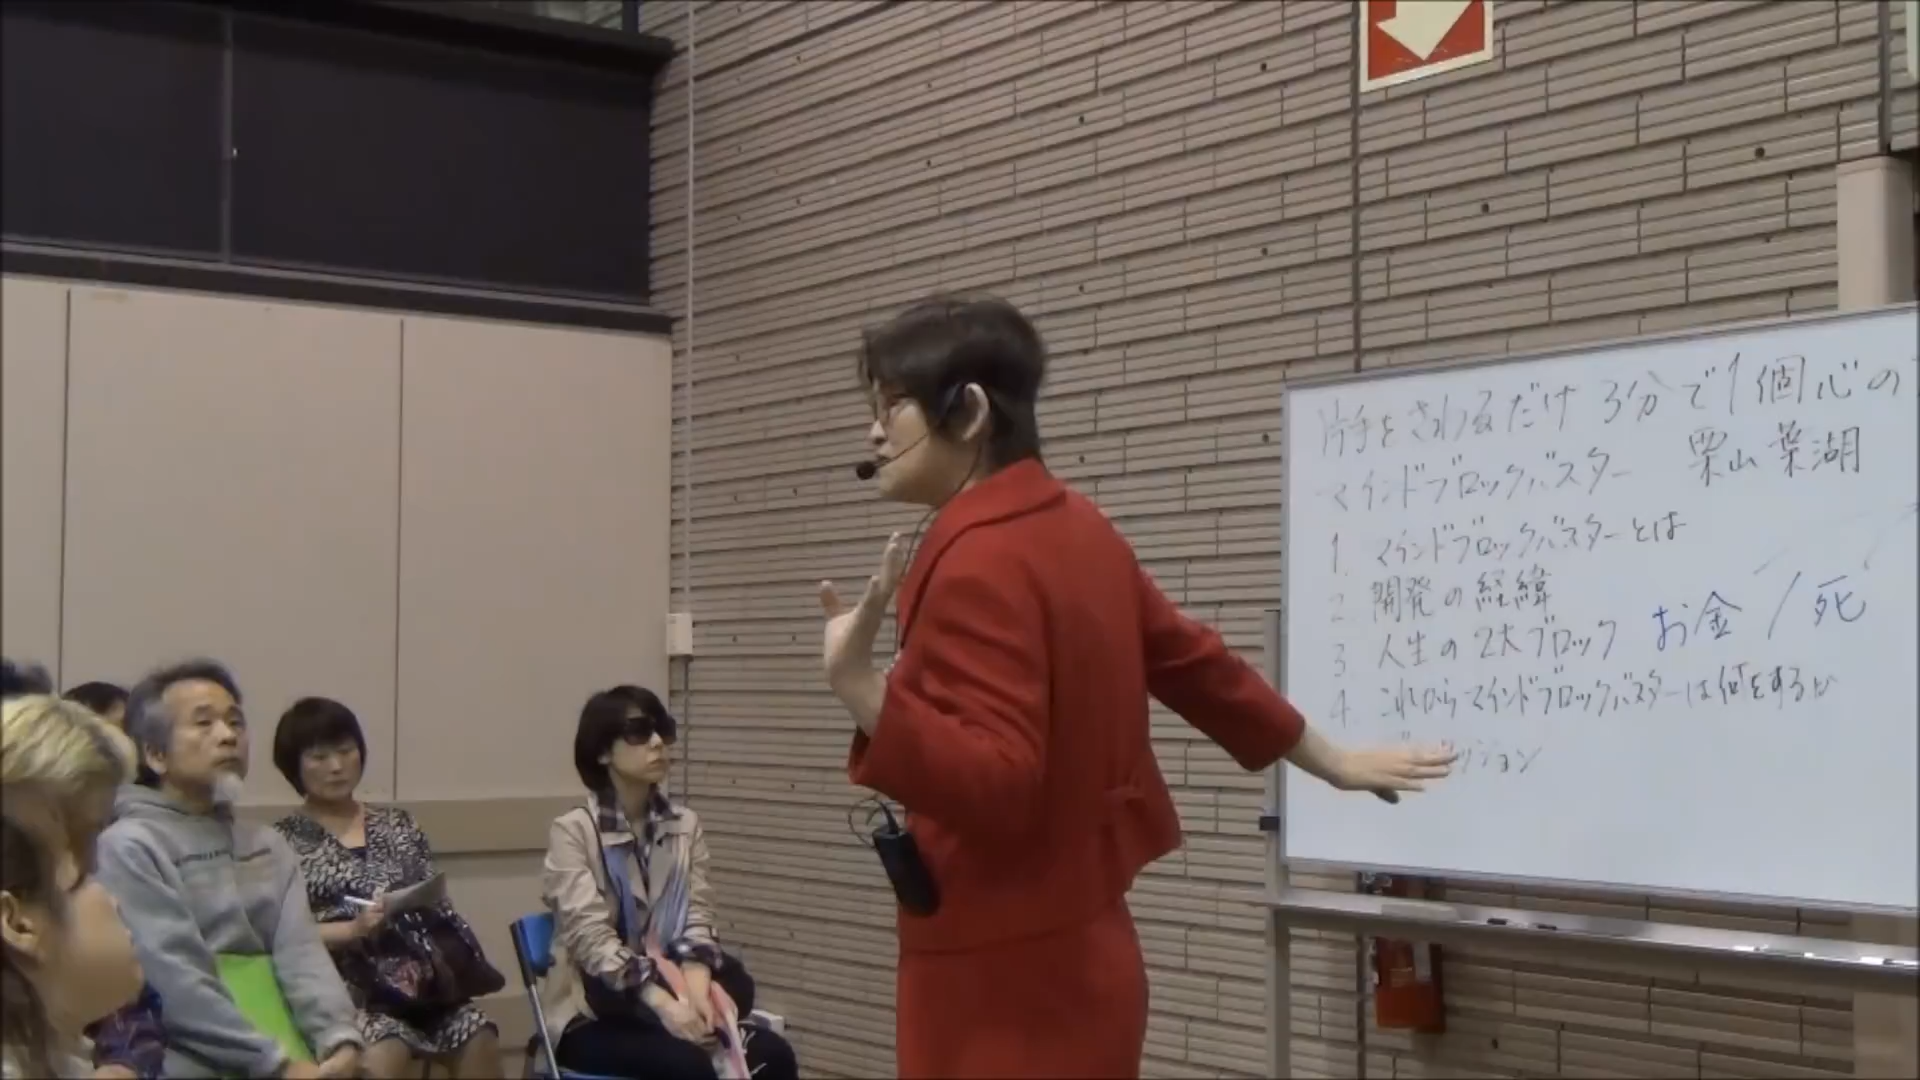 片手をさわるだけ 3分で1個心の
マインドブロックバスター 栗山葉湖
1. マインドブロックバスターとは
2. 開発の経緯
3. 人生の2大ブロック お金/死
4. これからマインドブロックバスターは何をするか
ッション